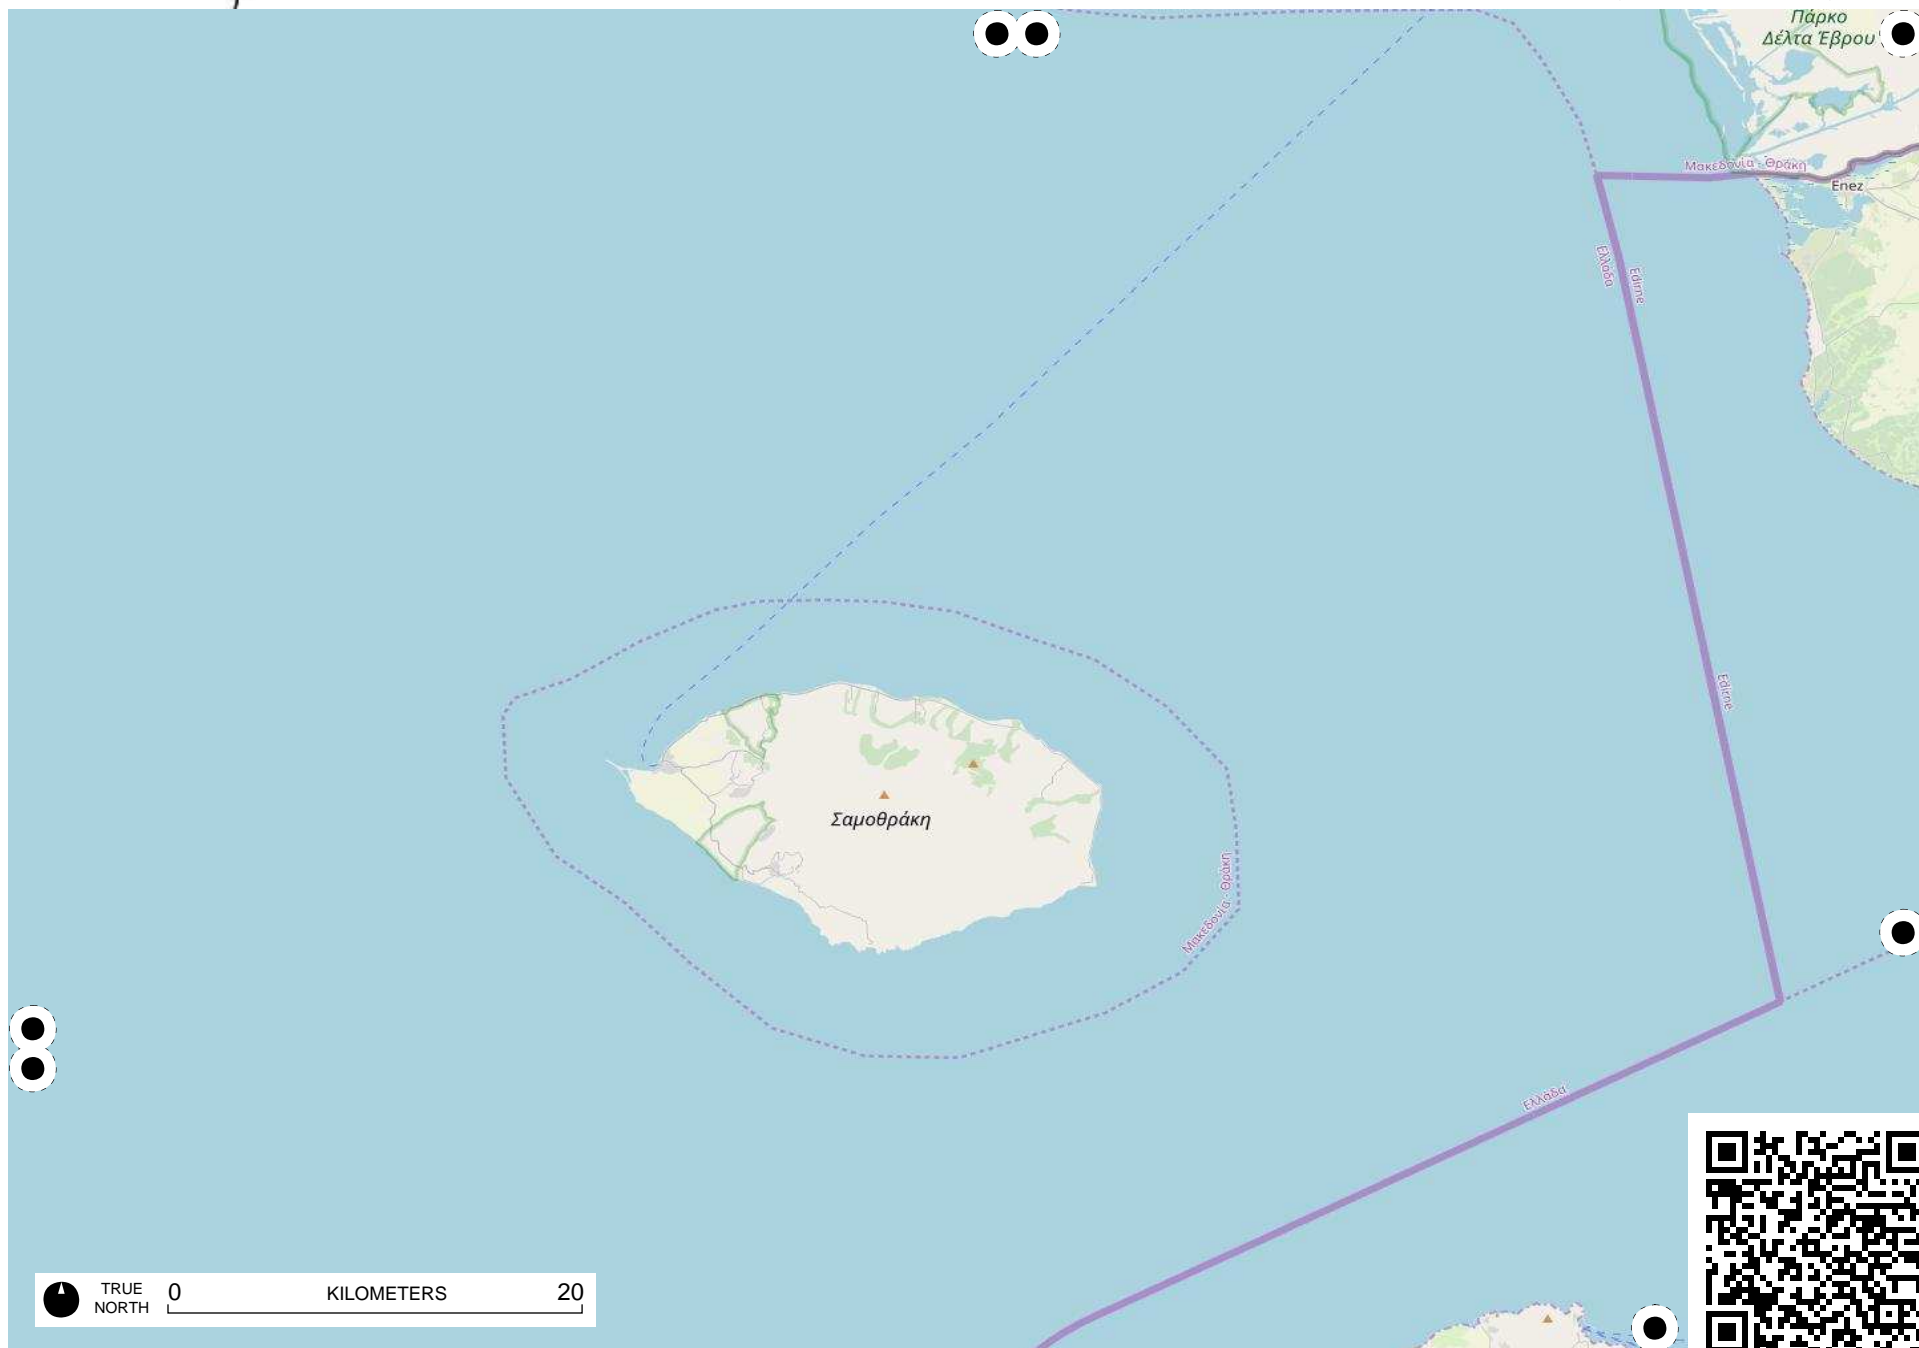 Πάρκο
Δέλτα Έβρου
Μακεδονία - Θράκη
Enez
Ελλάδα
Edirne
Edirne
Σαμοθράκη
Μακεδονία - Θράκη
Ελλάδα
TRUE
NORTH
0 KILOMETERS 20